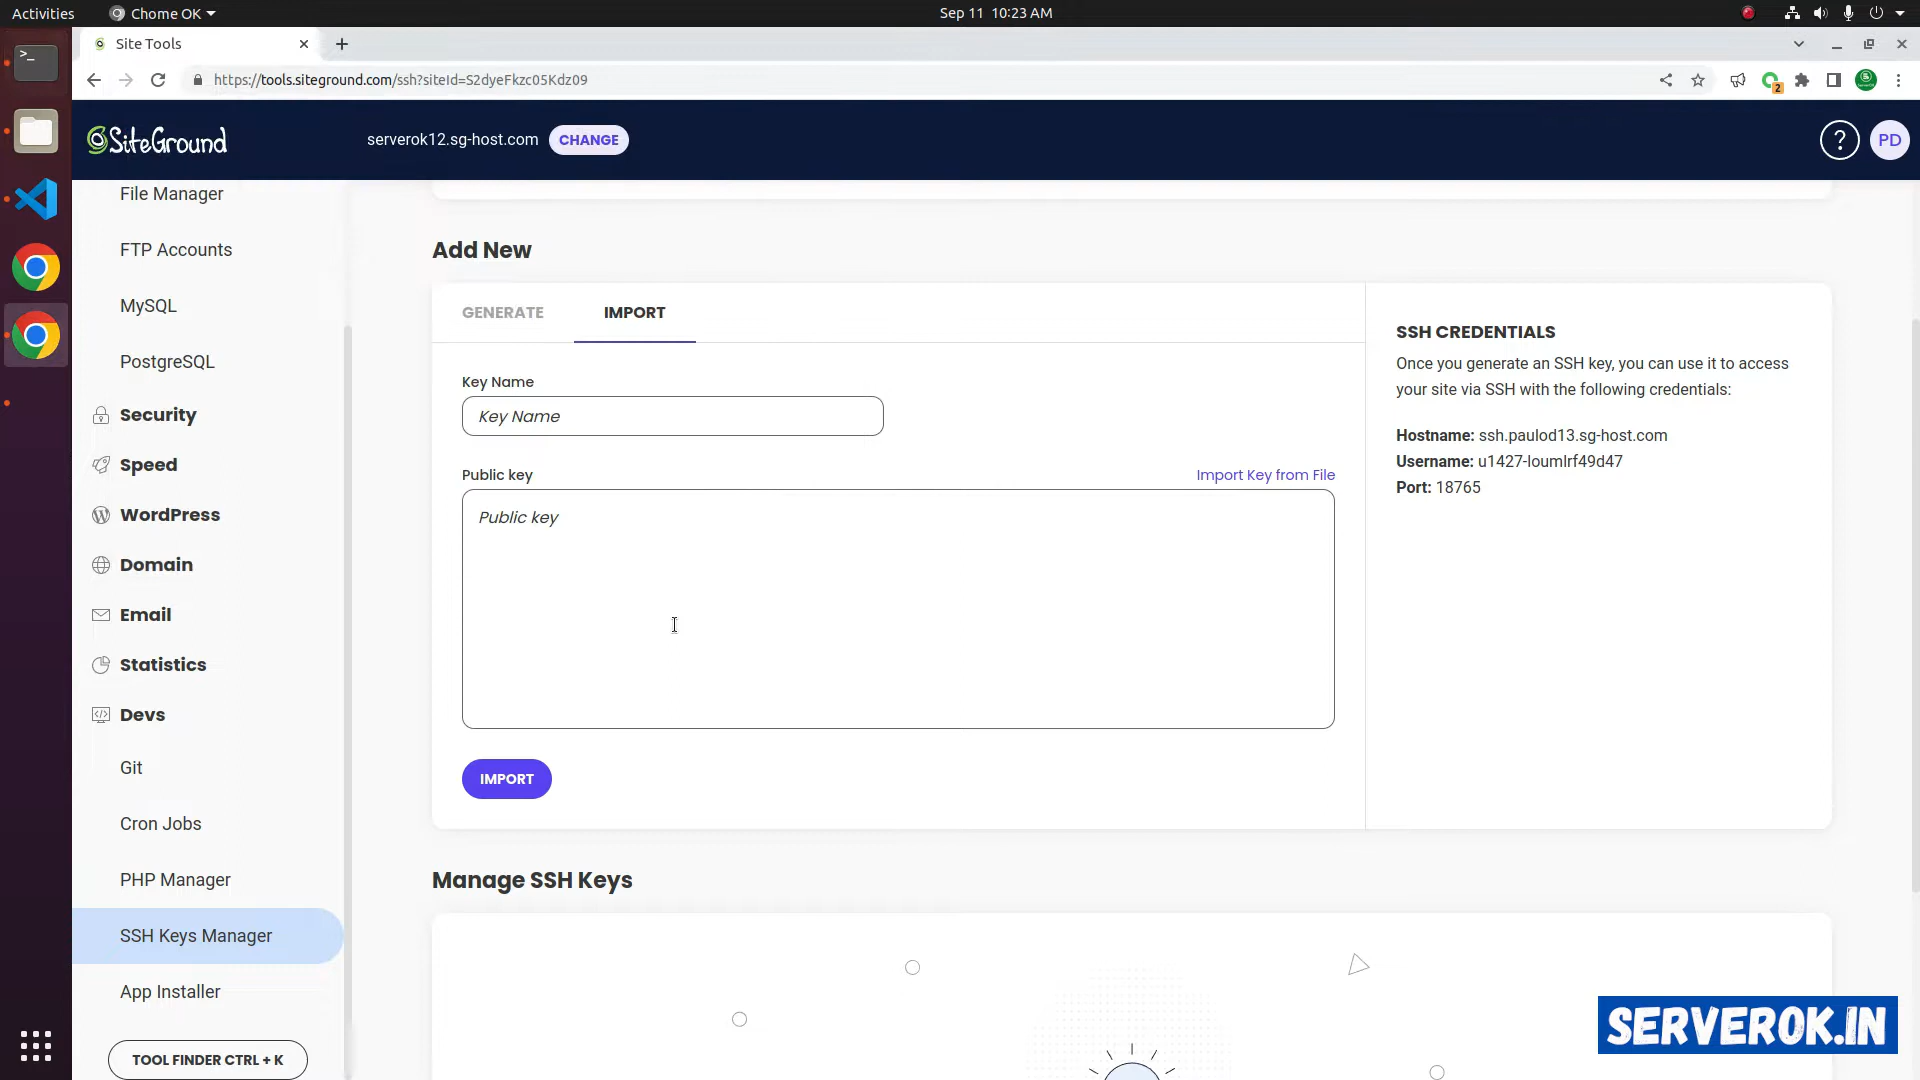 Activities
Chome OK
Sep 11 10:23 AM
Site Tools
https://tools.siteground.com/ssh?siteId=S2dyeFkzc05Kdz09
2
SiteGround
serverok12.sg-host.com
CHANGE
?
PD
File Manager
FTP Accounts
MySQL
PostgreSQL
Security
Speed
WordPress
Domain
Email
Statistics
Devs
Git
Cron Jobs
PHP Manager
SSH Keys Manager
App Installer
TOOL FINDER CTRL + K
Add New
GENERATE
IMPORT
Key Name
Key Name
Public key
Import Key from File
Public key
IMPORT
SSH CREDENTIALS
Once you generate an SSH key, you can use it to access
your site via SSH with the following credentials:
Hostname: ssh.paulod13.sg-host.com
Username: u1427-loumlrf49d47
Port: 18765
Manage SSH Keys
SERVEROK.IN